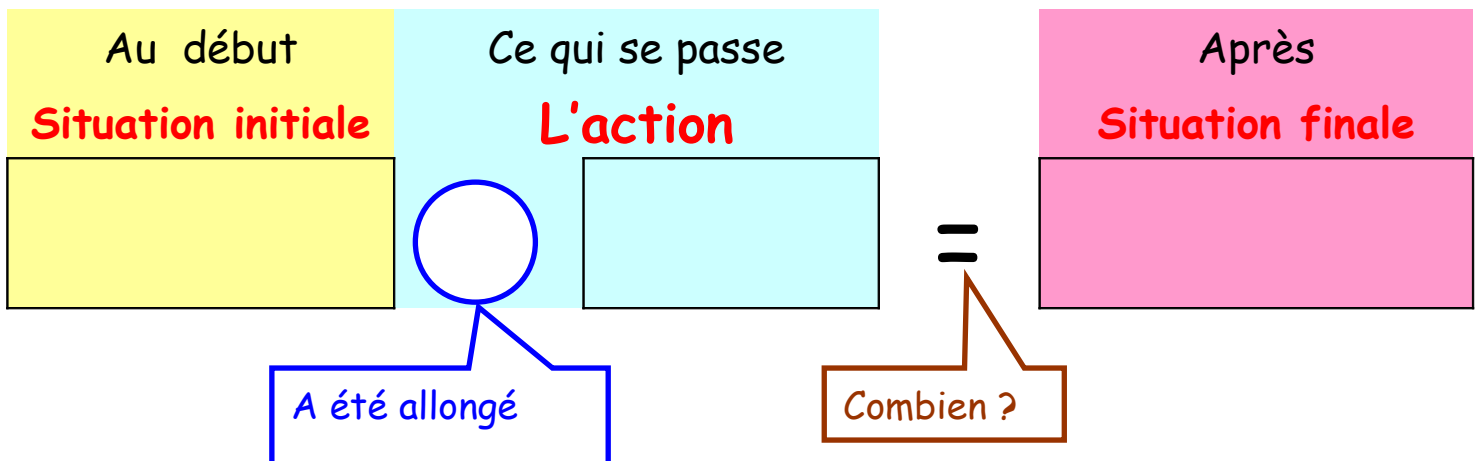 Au début
Situation initiale
Ce qui se passe
L'action
=
Après
Situation finale
A été allongé
Combien ?